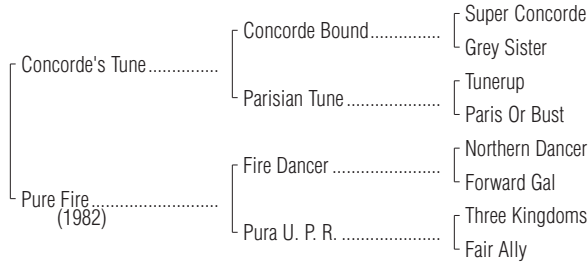 Super Concorde
Concorde Bound..................
Grey Sister
Concorde's Tune...............
Tunerup
Parisian Tune ....................
Paris Or Bust
Northern Dancer
Fire Dancer .......................
Forward Gal
Pure Fire...........................
(1982)
Three Kingdoms
Pura U. P. R. .....................
Fair Ally